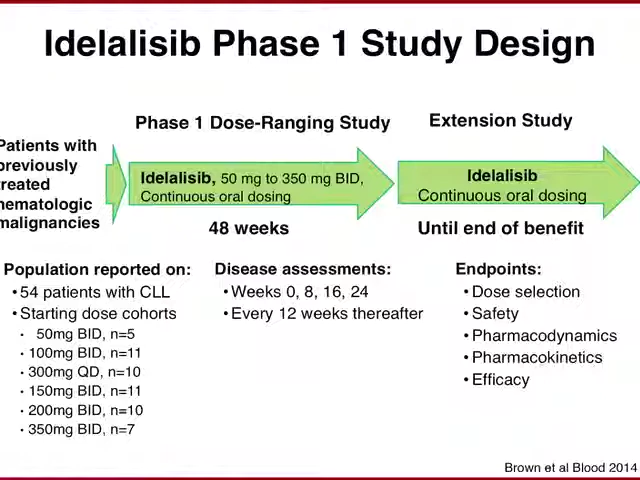 Idelalisib Phase 1 Study Design
Phase 1 Dose-Ranging Study
Extension Study
Patients with
previously
treated
hematologic
malignancies
Idelalisib, 50 mg to 350 mg BID,
Continuous oral dosing
Idelalisib
Continuous oral dosing
48 weeks
Until end of benefit
Population reported on:
•54 patients with CLL
•Starting dose cohorts
• 50mg BID, n=5
• 100mg BID, n=11
• 300mg QD, n=10
• 150mg BID, n=11
• 200mg BID, n=10
• 350mg BID, n=7
Disease assessments:
•Weeks 0, 8, 16, 24
•Every 12 weeks thereafter
Endpoints:
•Dose selection
•Safety
•Pharmacodynamics
•Pharmacokinetics
•Efficacy
Brown et al Blood 2014